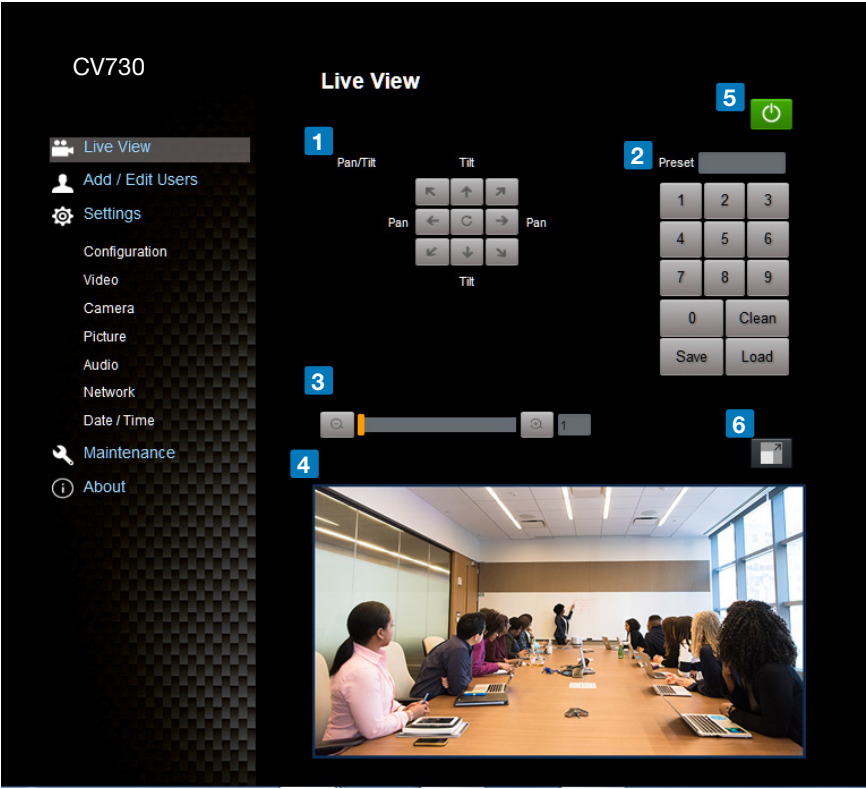 CV730
Live View
5
Live View
Add / Edit Users
Settings
Configuration
Video
Camera
Picture
Audio
Network
Date / Time
Maintenance
About
1
Pan/Tilt
Tilt
Pan
Pan
Tilt
2
Preset
1 2 3
4 5 6
7 8 9
0 Clean
Save Load
3
1
6
4